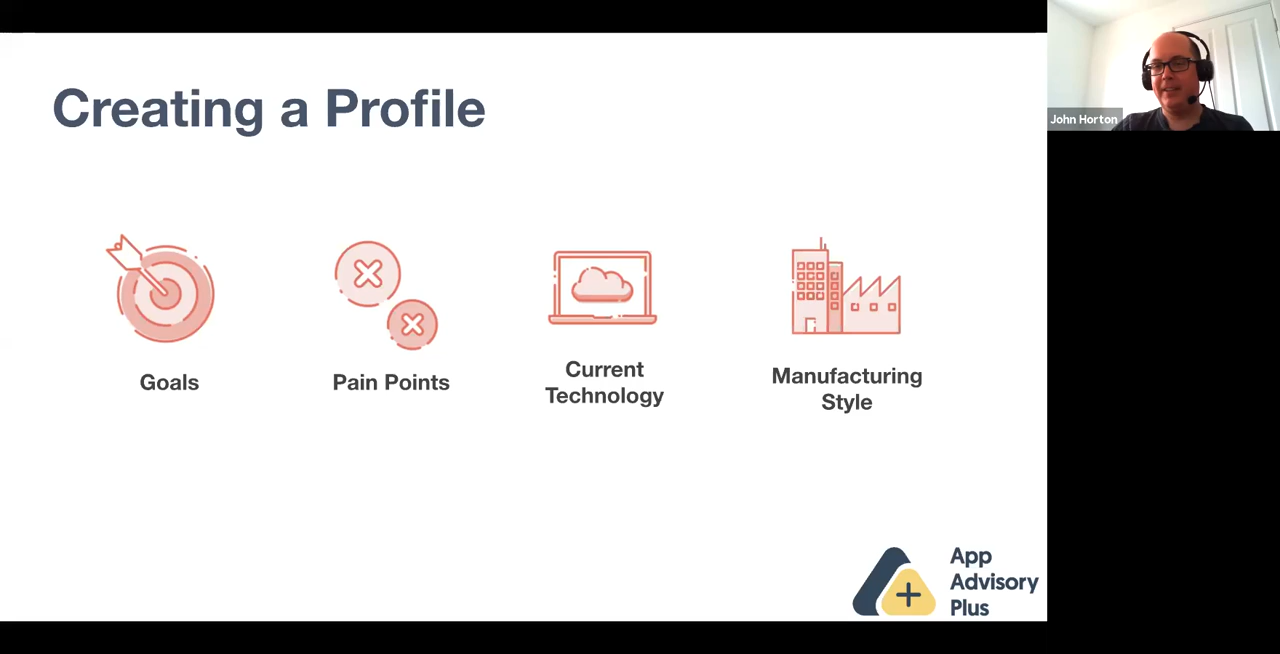 Creating a Profile
John Horton
Goals
Pain Points
Current
Technology
Manufacturing
Style
App
Advisory
Plus